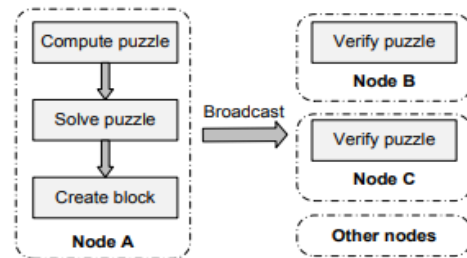 Compute puzzle
Solve puzzle
Create block
Node A
Broadcast
Verify puzzle
Node B
Verify puzzle
Node C
Other nodes